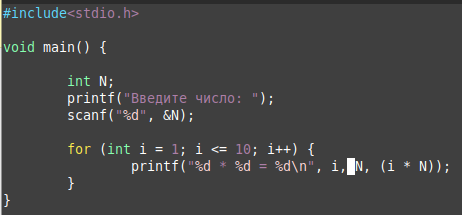 #include<stdio.h>
void main() {
int N;
printf("Введите число: ");
scanf("%d", &N);
for (int i = 1; i <= 10; i++) {
printf("%d * %d = %d\n", i, N, (i * N));
}
}